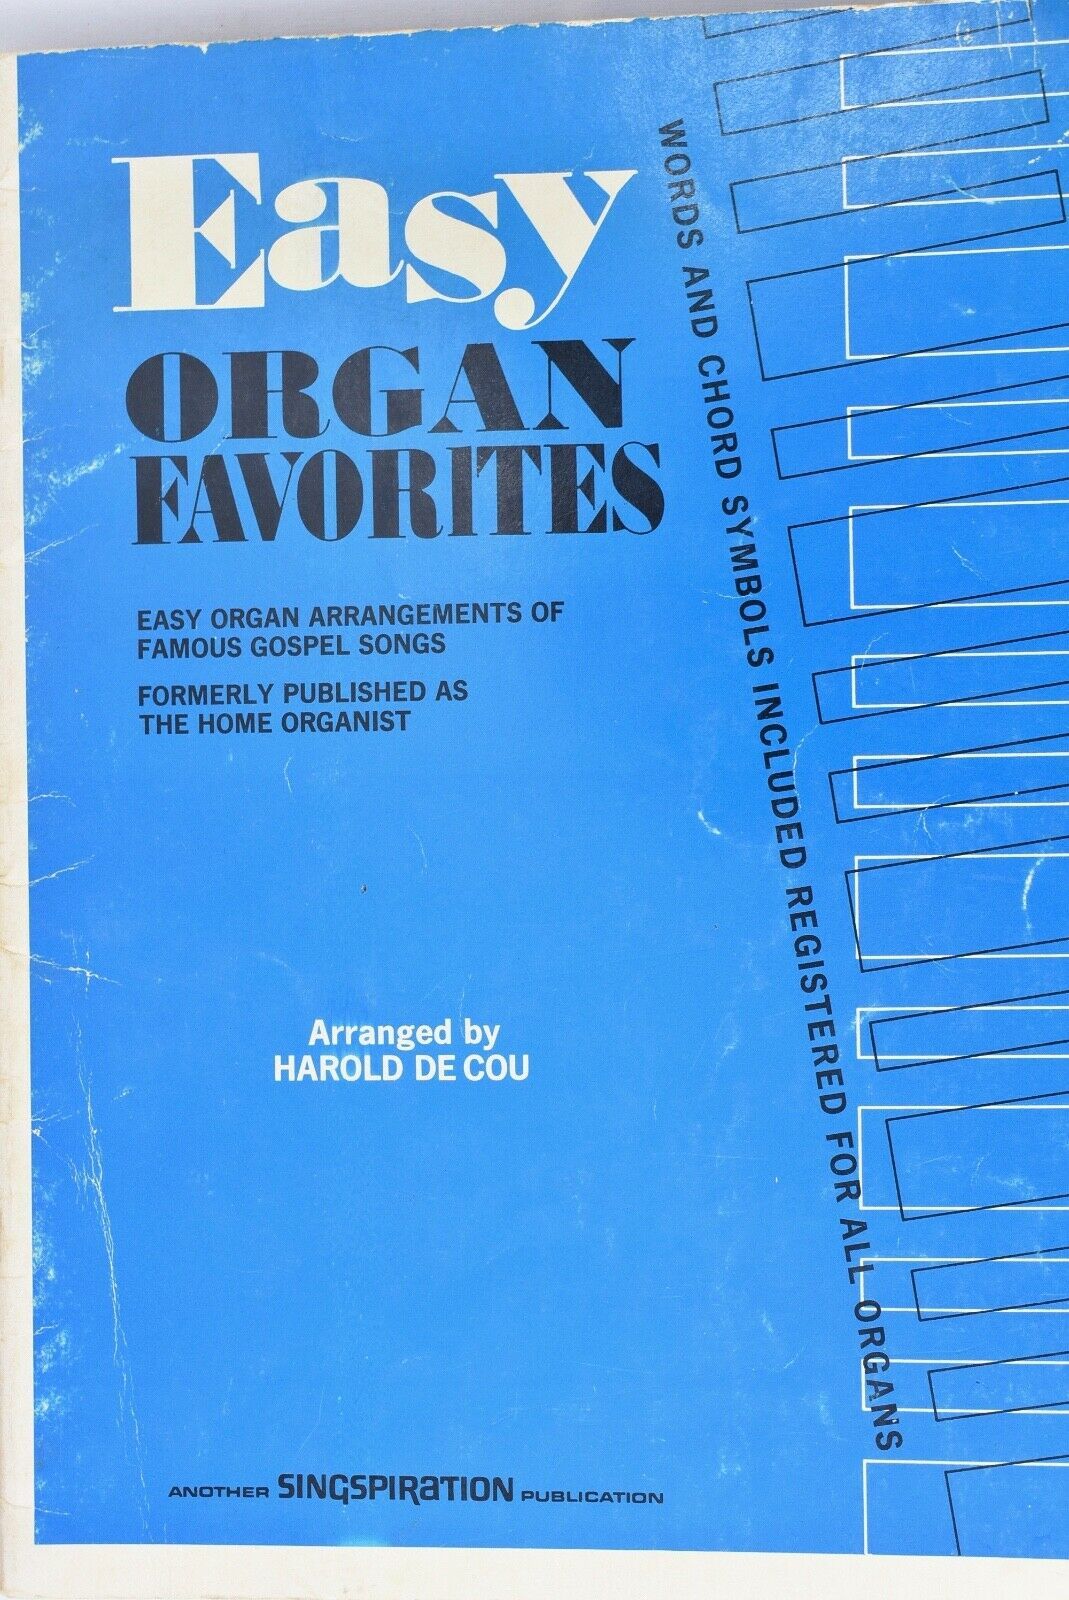 Easy
ORGAN
FAVORITES
EASY ORGAN ARRANGEMENTS OF
FAMOUS GOSPEL SONGS
FORMERLY PUBLISHED AS
THE HOME ORGANIST
WORDS AND CHORD SYMBOLS INCLUDED REGISTERED FOR ALL ORGANS
Arranged by
HAROLD DE COU
ANOTHER SINGSPIRATION PUBLICATION